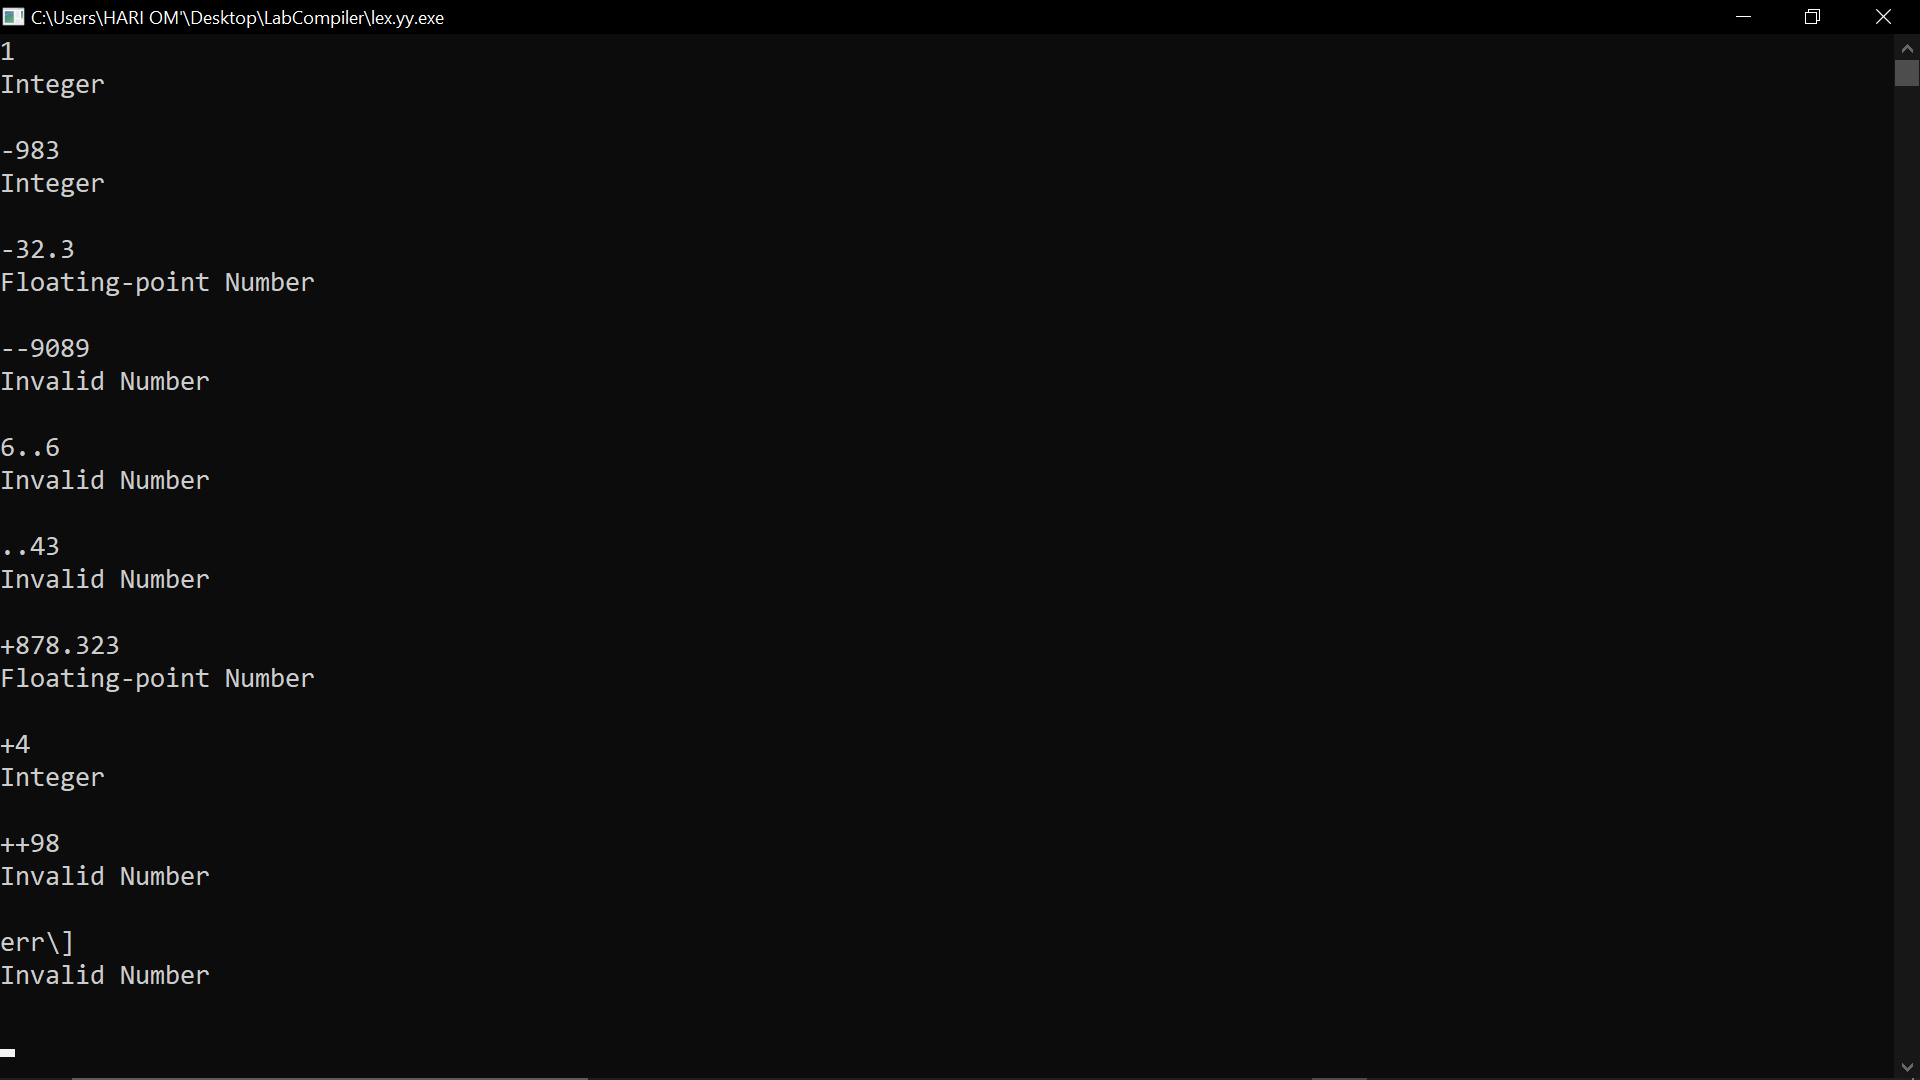 C:\Users\HARI OM'\Desktop\LabCompiler\lex.yy.exe
1
Integer
-983
Integer
-32.3
Floating-point Number
--9089
Invalid Number
6..6
Invalid Number
..43
Invalid Number
+878.323
Floating-point Number
+4
Integer
++98
Invalid Number
err\]
Invalid Number